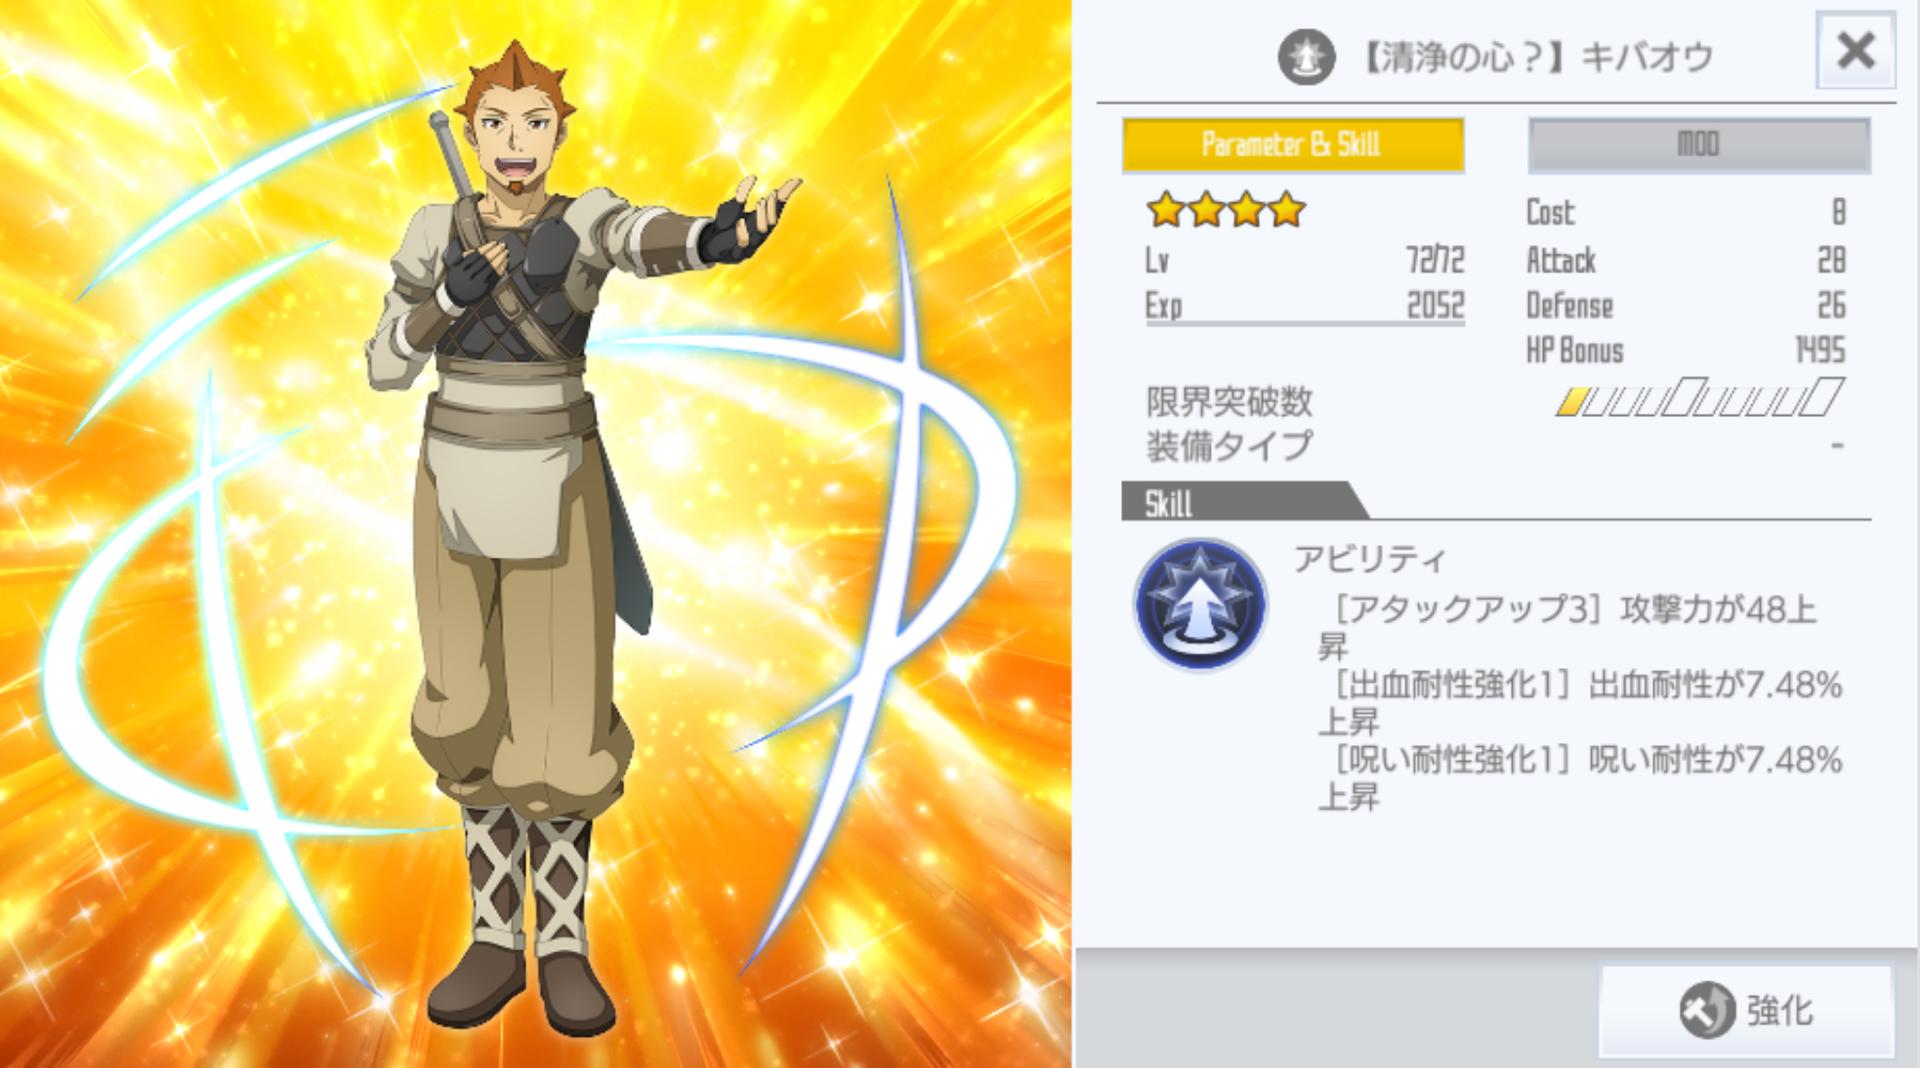 【清浄の心？】キバオウ
Parameter & Skill
MOD
Cost 8
Lv 72/72
Attack 28
Exp 2052
Defense 26
HP Bonus 1495
限界突破数
装備タイプ -
Skill
アビリティ
［アタックアップ3］攻撃力が48上
昇
［出血耐性強化1］出血耐性が7.48%
上昇
［呪い耐性強化1］呪い耐性が7.48%
上昇
強化